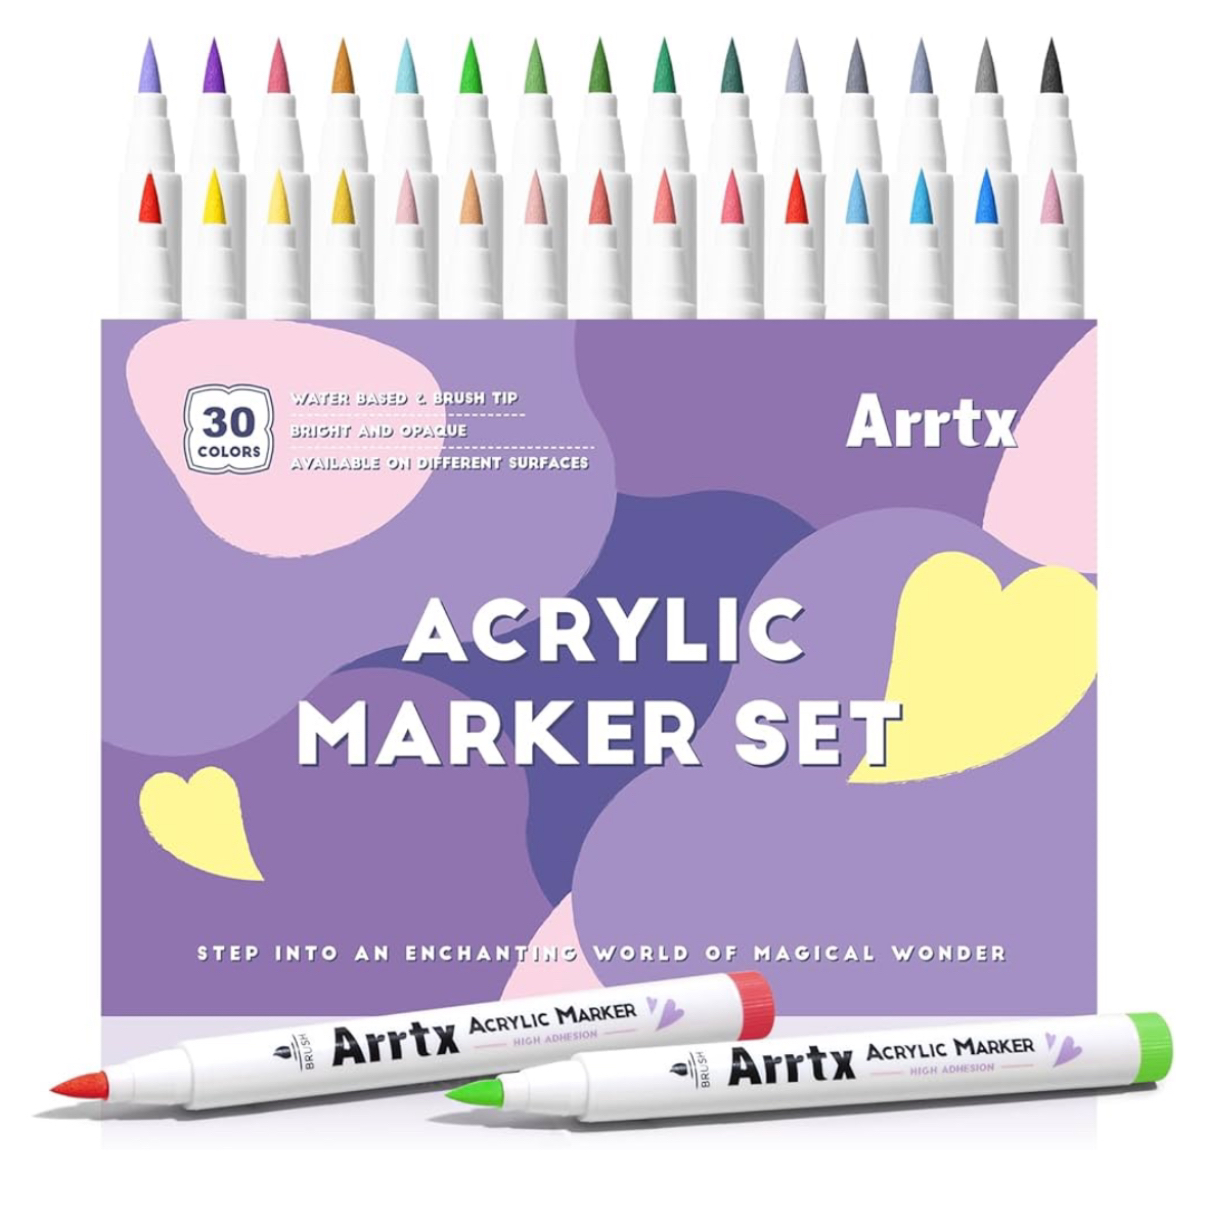 30
COLORS
WATER BASED & BRUSH TIP
BRIGHT AND OPAQUE
AVAILABLE ON DIFFERENT SURFACES
Arrtx
ACRYLIC
MARKER SET
STEP INTO AN ENCHANTING WORLD OF MAGICAL WONDER
BRUSH
Arrtx ACRYLIC MARKER
HIGH ADHESION
BRUSH
Arrtx ACRYLIC MARKER
HIGH ADHESION